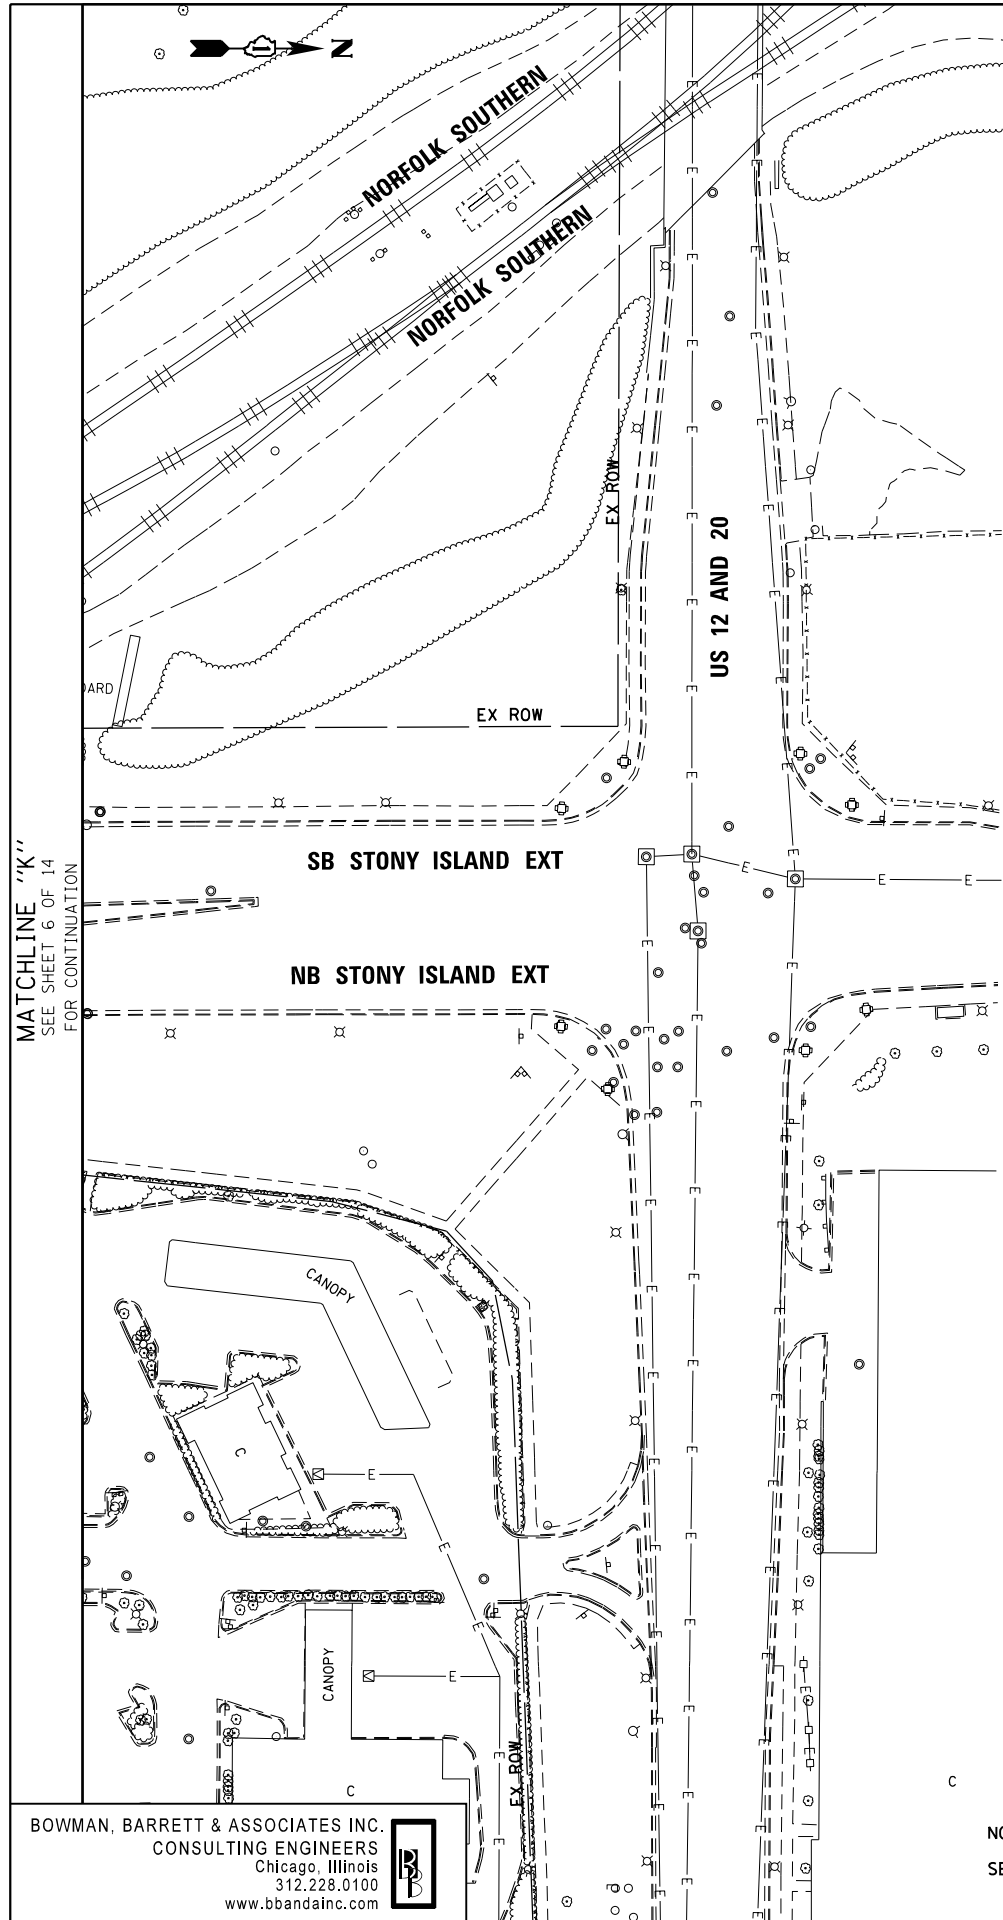 N
NORFOLK SOUTHERN
NORFOLK SOUTHERN
EX ROW
US 12 AND 20
EX ROW
SB STONY ISLAND EXT
E
E
E
NB STONY ISLAND EXT
MATCHLINE "K"
SEE SHEET 6 OF 14
FOR CONTINUATION
CANOPY
C
E
CANOPY
E
EX ROW
C
C
BOWMAN, BARRETT & ASSOCIATES INC.
CONSULTING ENGINEERS
Chicago, Illinois
312.228.0100
www.bbandainc.com